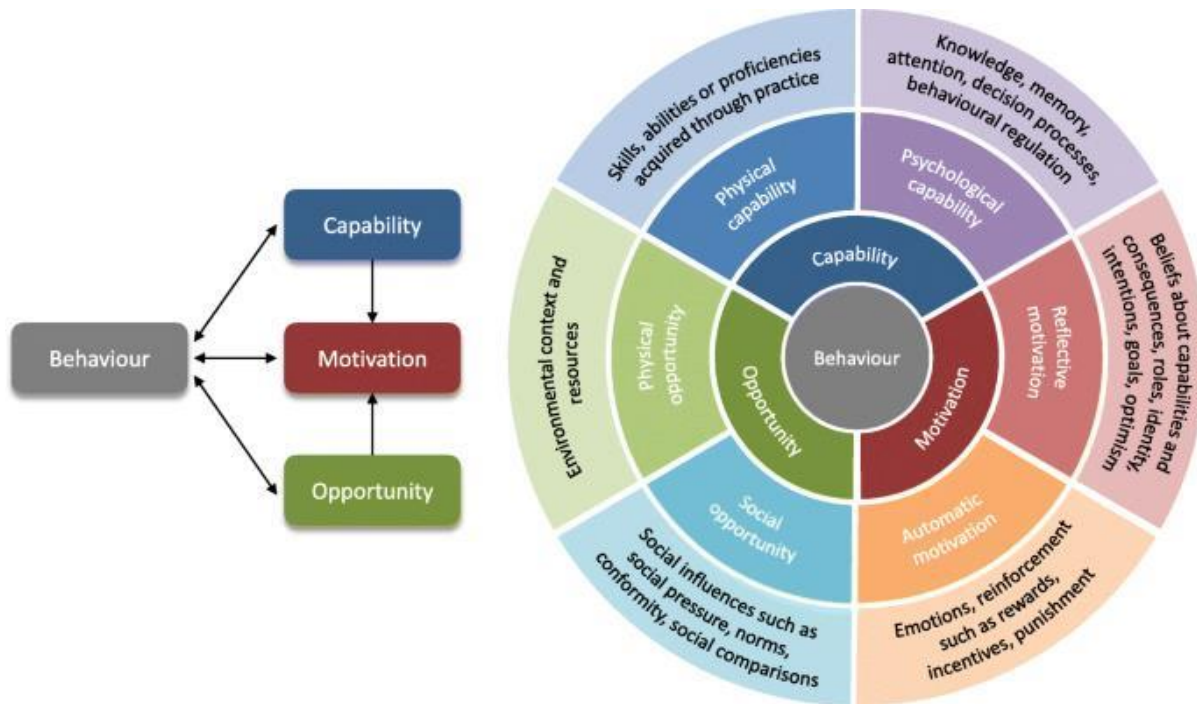 Capability
Behaviour
Motivation
Opportunity
Skills, abilities or proficiencies
acquired through practice
Knowledge, memory,
attention, decision processes,
behavioural regulation
Physical
capability
Psychological
capability
Capability
Environmental context and
resources
Physical
opportunity
Opportunity
Behaviour
Motivation
Reflective
motivation
Beliefs about capabilities and
consequences, roles, identity,
intentions, goals, optimism
Social
opportunity
Automatic
motivation
Social influences such as
social pressure, norms,
conformity, social comparisons
Emotions, reinforcement
such as rewards,
incentives, punishment